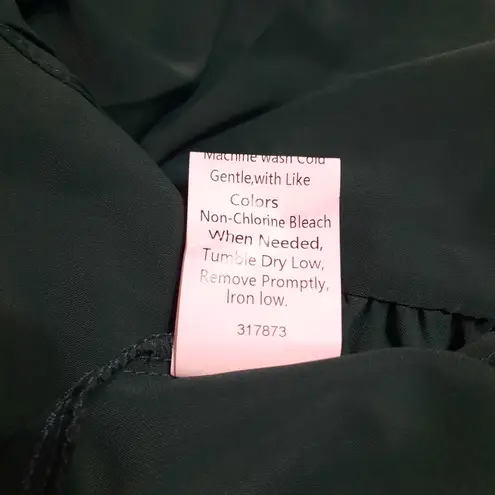 Machine wash Cold
Gentle,with Like
Colors
Non-Chlorine Bleach
When Needed,
Tumble Dry Low,
Remove Promptly,
Iron low.
317873